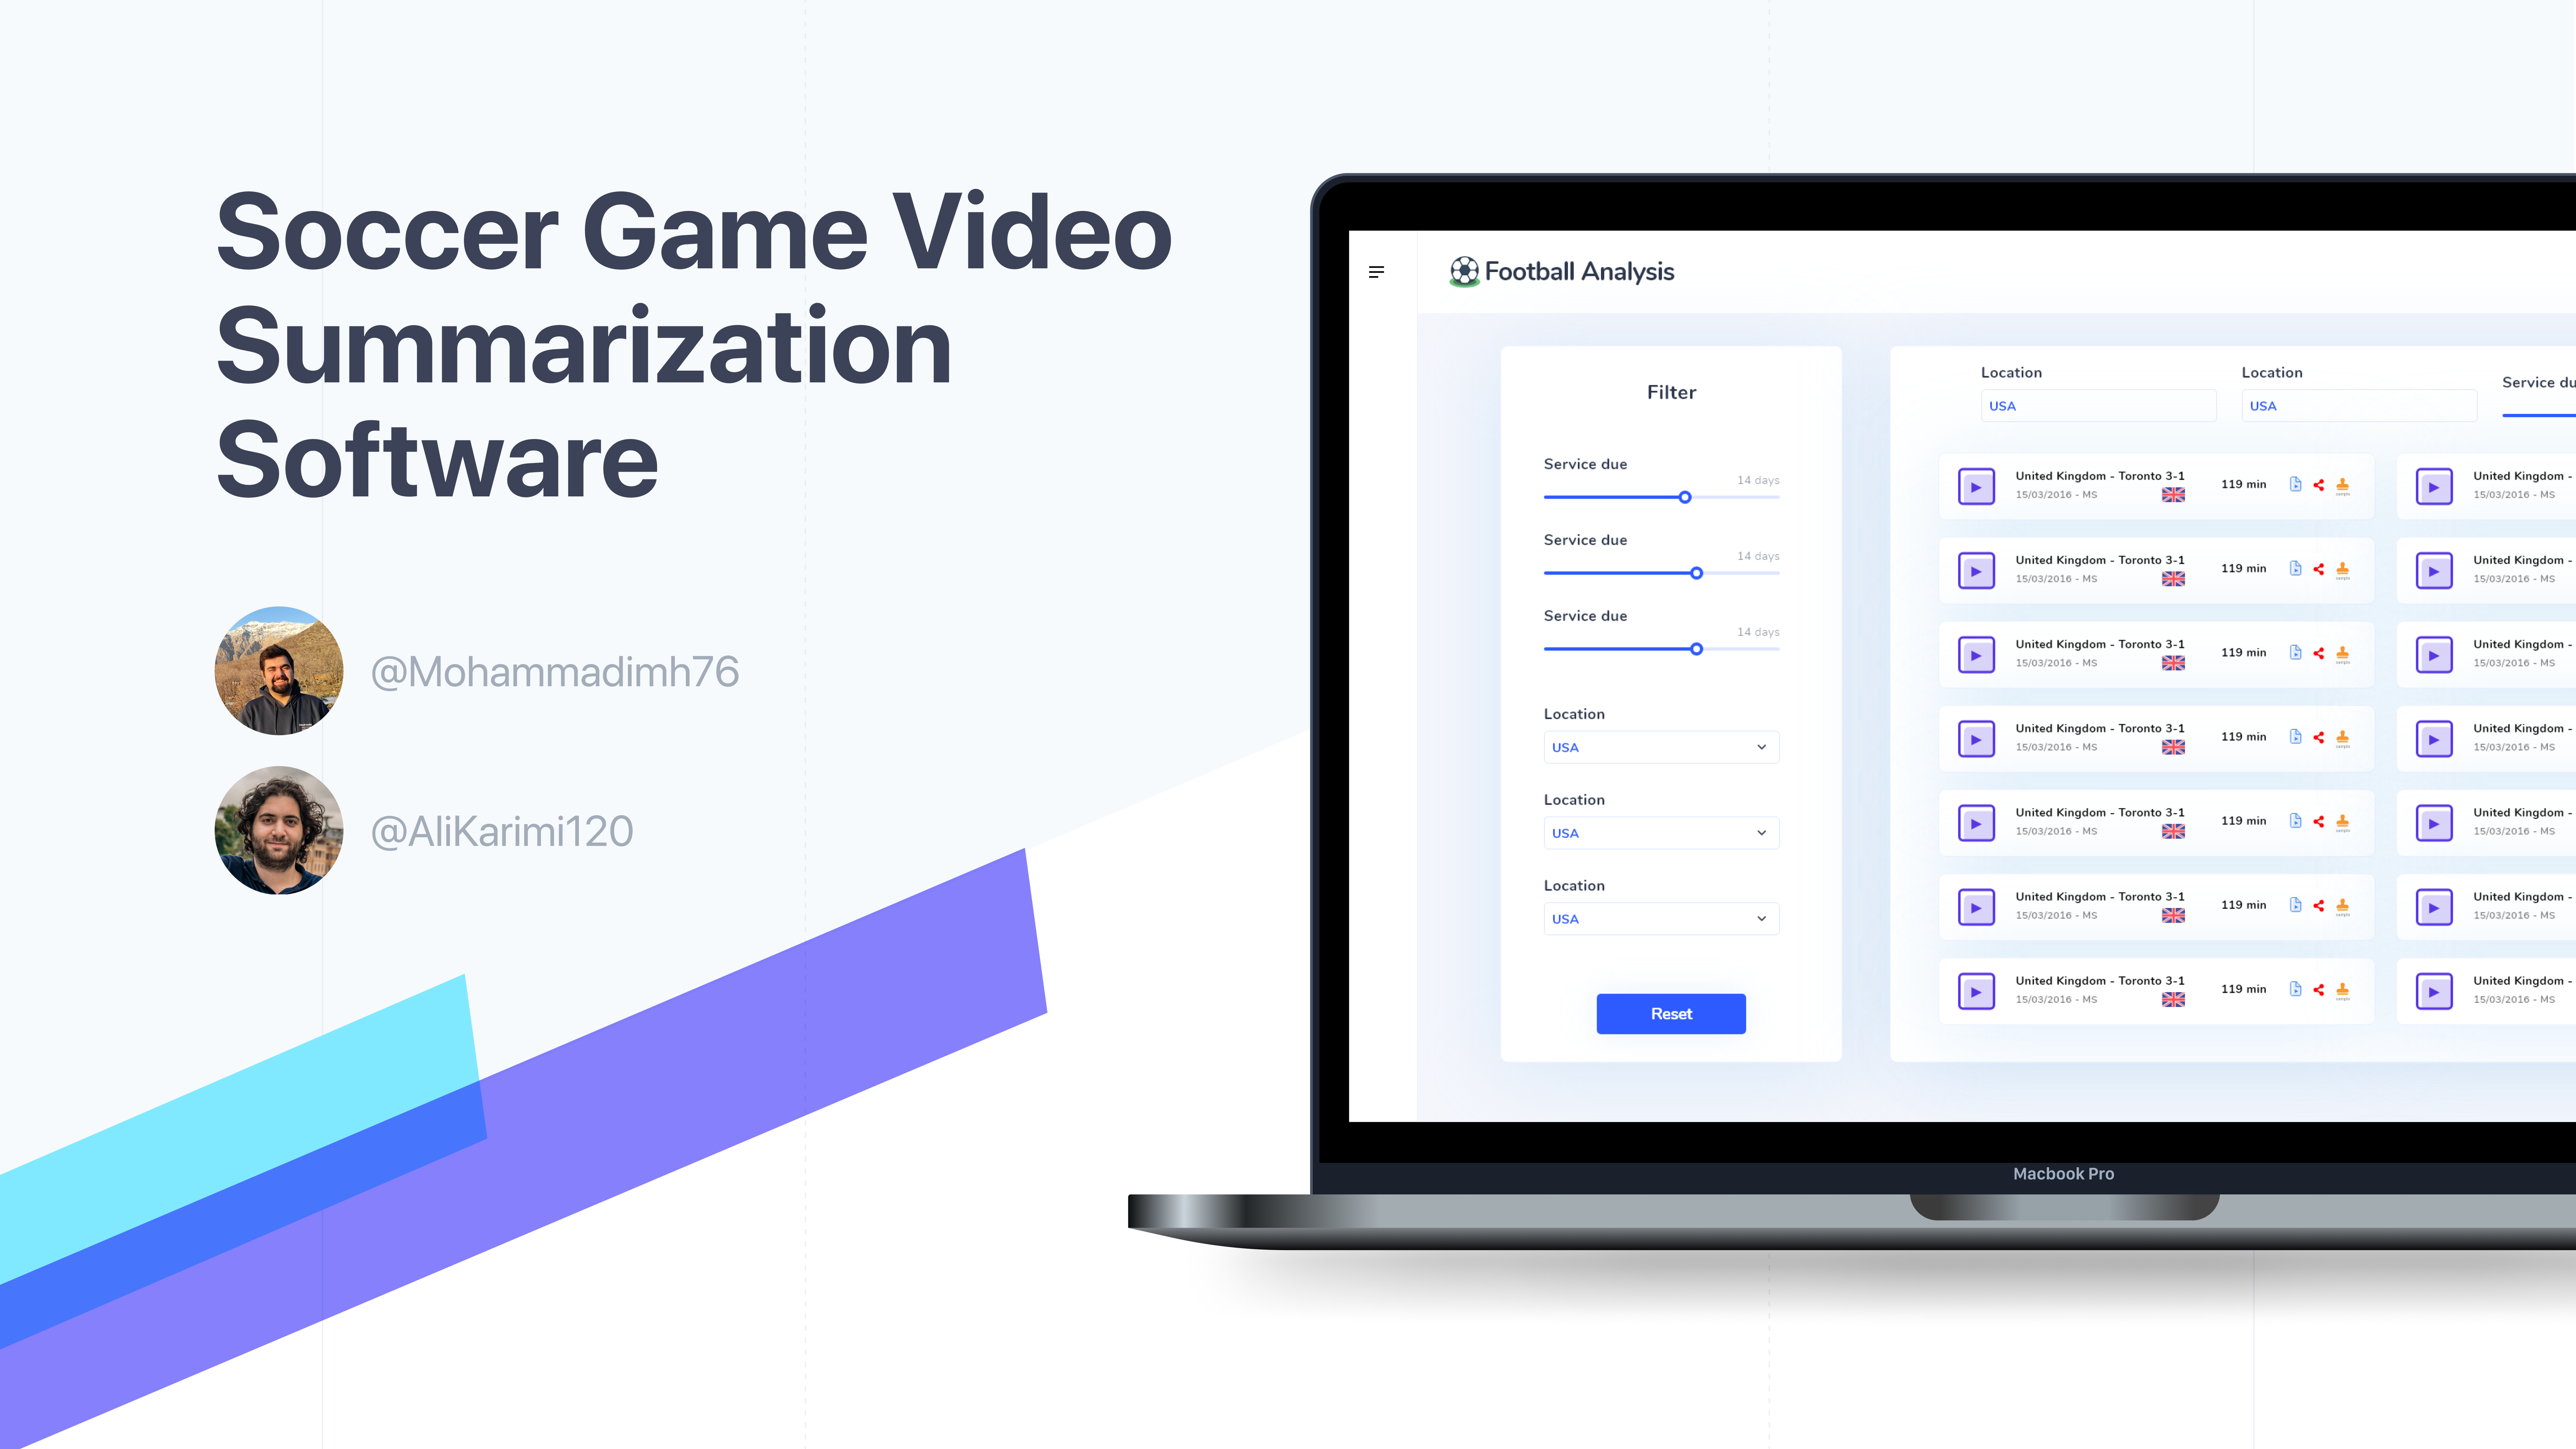 Soccer Game Video
Summarization
Software
@Mohammadimh76
@AliKarimi120
Football Analysis
Filter
Service due
14 days
Service due
14 days
Service due
14 days
Location
USA
Location
USA
Location
USA
Reset
Location
Location
Service du
USA
USA
United Kingdom - Toronto 3-1
15/03/2016 - MS
119 min
sample
United Kingdom -
15/03/2016 - MS
United Kingdom - Toronto 3-1
15/03/2016 - MS
119 min
sample
United Kingdom -
15/03/2016 - MS
United Kingdom - Toronto 3-1
15/03/2016 - MS
119 min
sample
United Kingdom -
15/03/2016 - MS
United Kingdom - Toronto 3-1
15/03/2016 - MS
119 min
sample
United Kingdom -
15/03/2016 - MS
United Kingdom - Toronto 3-1
15/03/2016 - MS
119 min
sample
United Kingdom -
15/03/2016 - MS
United Kingdom - Toronto 3-1
15/03/2016 - MS
119 min
sample
United Kingdom -
15/03/2016 - MS
United Kingdom - Toronto 3-1
15/03/2016 - MS
119 min
sample
United Kingdom -
15/03/2016 - MS
Macbook Pro